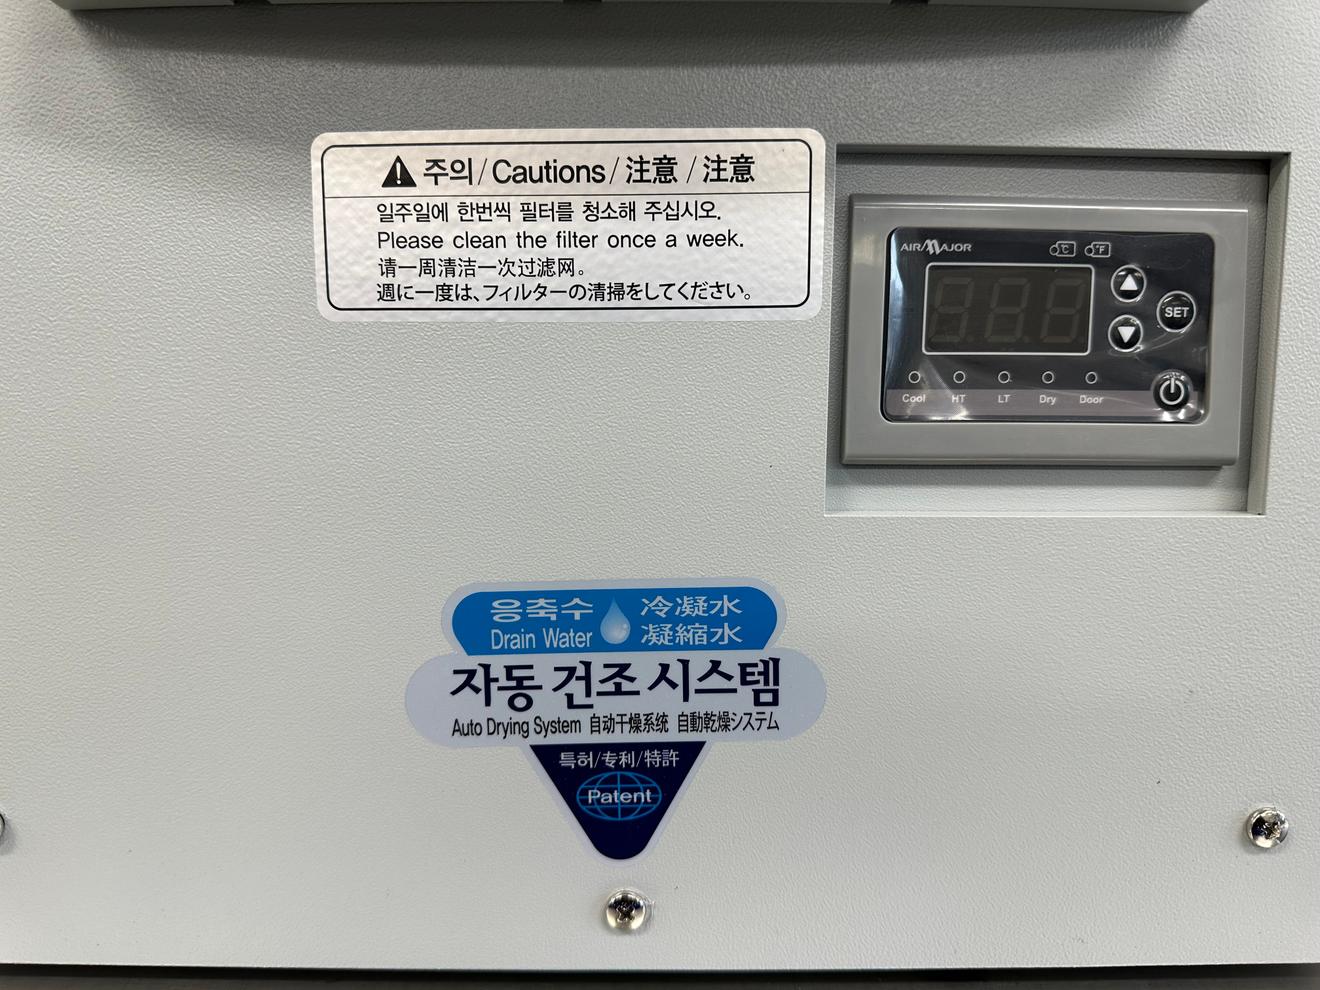 주의 / Cautions / 注意 / 注意
일주일에 한번씩 필터를 청소해 주십시오.
Please clean the filter once a week.
请一周清洁一次过滤网。
週に一度は、フィルターの清掃をしてください。
AIR MAJOR
°C °F
SET
Cool HT LT Dry Door
응축수 冷凝水
Drain Water 凝縮水
자동 건조 시스템
Auto Drying System 自动干燥系统 自動乾燥システム
특허/专利/特許
Patent